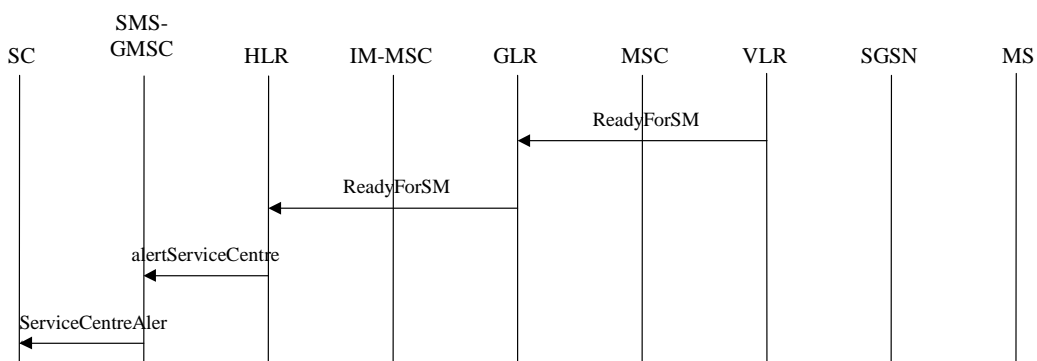 SMS-
GMSC
SC HLR IM-MSC GLR MSC VLR SGSN MS
ReadyForSM
ReadyForSM
alertServiceCentre
ServiceCentreAler